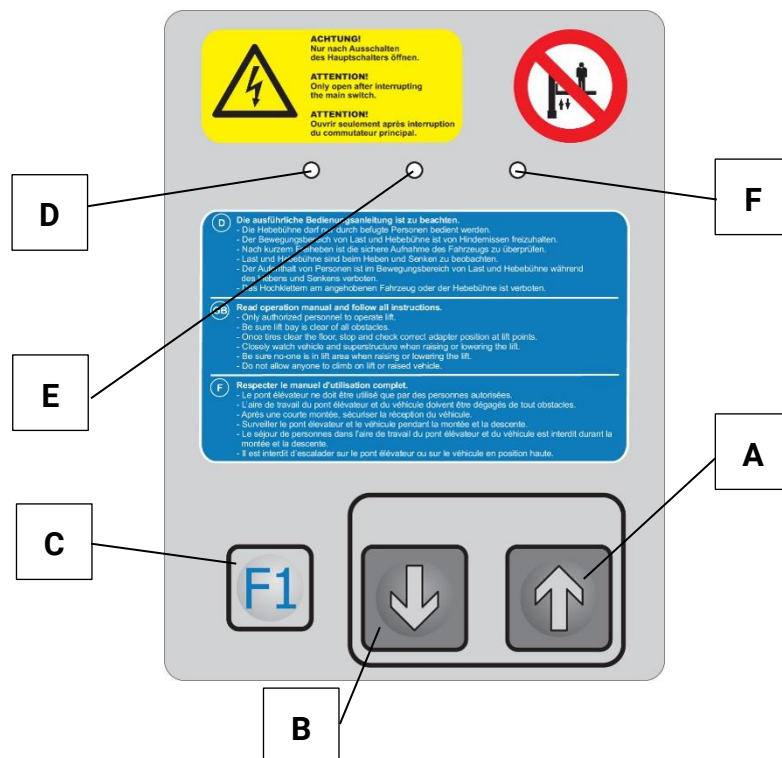 ACHTUNG!
Nur nach Ausschalten
des Hauptschalters öffnen.
ATTENTION!
Only open after interrupting
the main switch.
ATTENTION!
Ouvrir seulement après interruption
du commutateur principal.
D
E
F
D Die ausführliche Bedienungsanleitung ist zu beachten.
- Die Hebebühne darf nur durch befugte Personen bedient werden.
- Der Bewegungsbereich von Last und Hebebühne ist von Hindernissen freizuhalten.
- Nach kurzem Freiheben ist die sichere Aufnahme des Fahrzeugs zu überprüfen.
- Last und Hebebühne sind beim Heben und Senken zu beobachten.
- Der Aufenthalt von Personen ist im Bewegungsbereich von Last und Hebebühne während
des Hebens und Senkens verboten.
- Das Hochklettern am angehobenen Fahrzeug oder der Hebebühne ist verboten.
GB Read operation manual and follow all instructions.
- Only authorized personnel to operate lift.
- Be sure lift bay is clear of all obstacles.
- Once tires clear the floor, stop and check correct adapter position at lift points.
- Closely watch vehicle and superstructure when raising or lowering the lift.
- Be sure no-one is in lift area when raising or lowering the lift.
- Do not allow anyone to climb on lift or raised vehicle.
F Respecter le manuel d'utilisation complet.
- Le pont élévateur ne doit être utilisé que par des personnes autorisées.
- L'aire de travail du pont élévateur et du véhicule doivent être dégagés de tout obstacles.
- Après une courte montée, sécuriser la réception du véhicule.
- Surveiller le pont élevateur et le véhicule pendant la montée et la descente.
- Le séjour de personnes dans l'aire de travail du pont élévateur et du véhicule est interdit durant la
montée et la descente.
- Il est interdit d'escalader sur le pont élévateur ou sur le véhicule en position haute.
A
C
F1
B